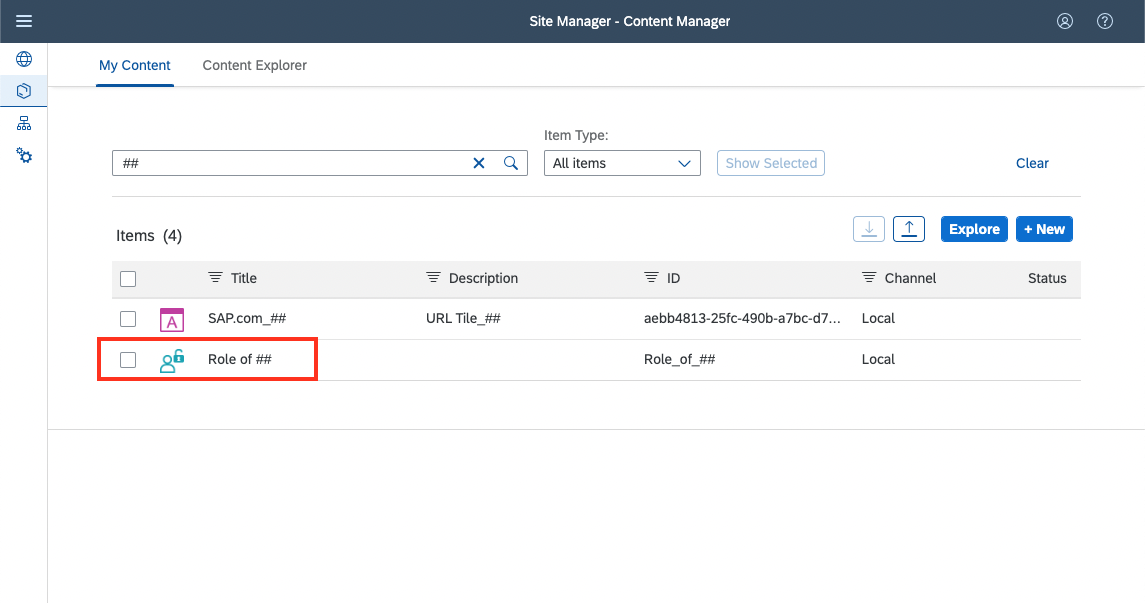 Site Manager - Content Manager
My Content Content Explorer
Item Type:
## All items Show Selected Clear
Items (4) Explore + New
Title Description ID Channel Status
A SAP.com_## URL Tile_## aebb4813-25fc-490b-a7bc-d7... Local
Role of ## Role_of_## Local